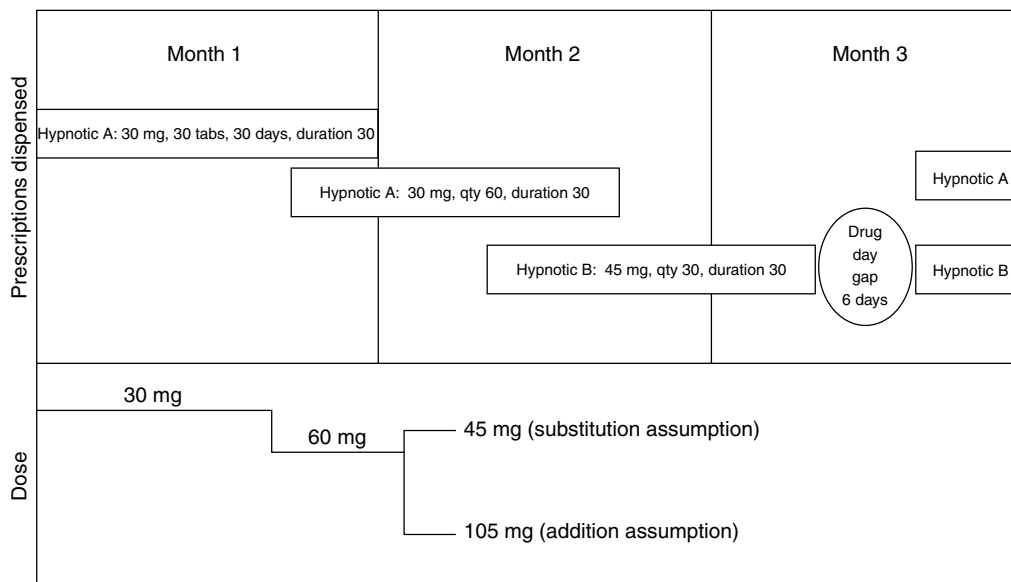 Month 1
Month 2
Month 3
Prescriptions dispensed
Hypnotic A: 30 mg, 30 tabs, 30 days, duration 30
Hypnotic A: 30 mg, qty 60, duration 30
Hypnotic A
Hypnotic B: 45 mg, qty 30, duration 30
Drug
day
gap
6 days
Hypnotic B
Dose
30 mg
60 mg
45 mg (substitution assumption)
105 mg (addition assumption)